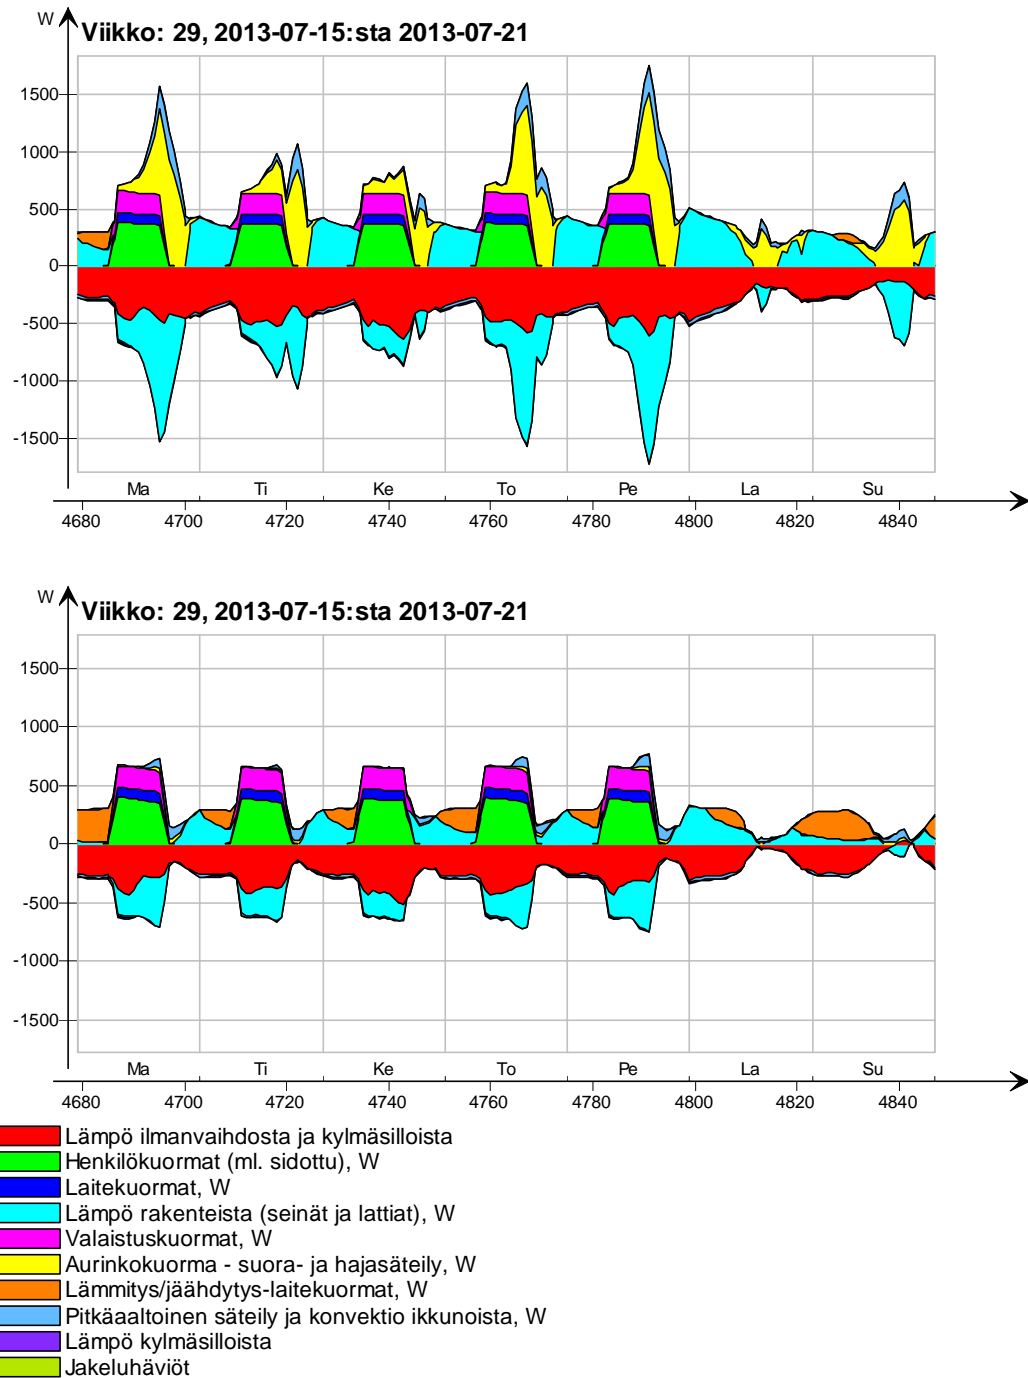 W
Viikko: 29, 2013-07-15:sta 2013-07-21
1500
1000
500
0
-500
-1000
-1500
Ma Ti Ke To Pe La Su
4680 4700 4720 4740 4760 4780 4800 4820 4840
W
Viikko: 29, 2013-07-15:sta 2013-07-21
1500
1000
500
0
-500
-1000
-1500
Ma Ti Ke To Pe La Su
4680 4700 4720 4740 4760 4780 4800 4820 4840
Lämpö ilmanvaihdosta ja kylmäsilloista
Henkilökuormat (ml. sidottu), W
Laitekuormat, W
Lämpö rakenteista (seinät ja lattiat), W
Valaistuskuormat, W
Aurinkokuorma - suora- ja hajasäteily, W
Lämmitys/jäähdytys-laitekuormat, W
Pitkäaaltoinen säteily ja konvektio ikkunoista, W
Lämpö kylmäsilloista
Jakeluhäviöt